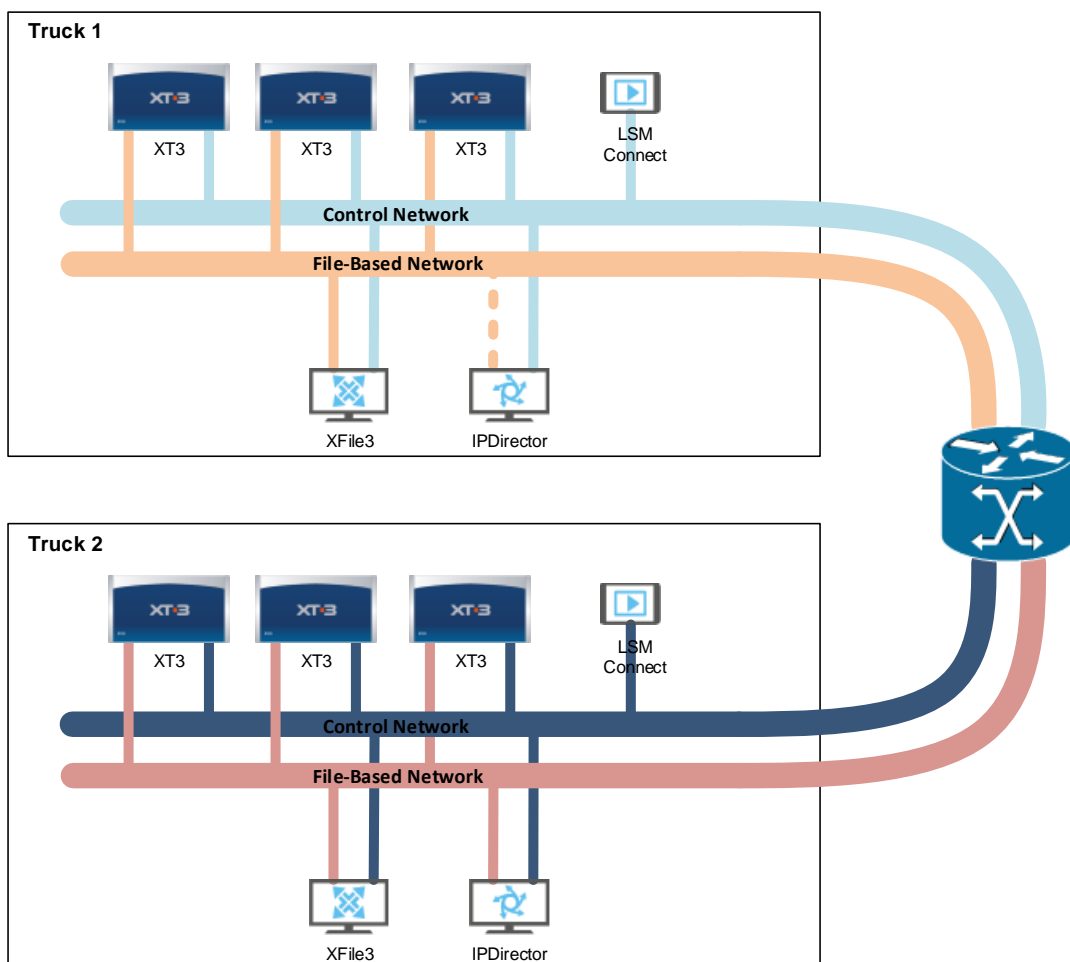 Truck 1
XT3
XT3
XT3
XT3
XT3
XT3
LSM
Connect
Control Network
File-Based Network
XFile3
IPDirector
Truck 2
XT3
XT3
XT3
XT3
XT3
XT3
LSM
Connect
Control Network
File-Based Network
XFile3
IPDirector